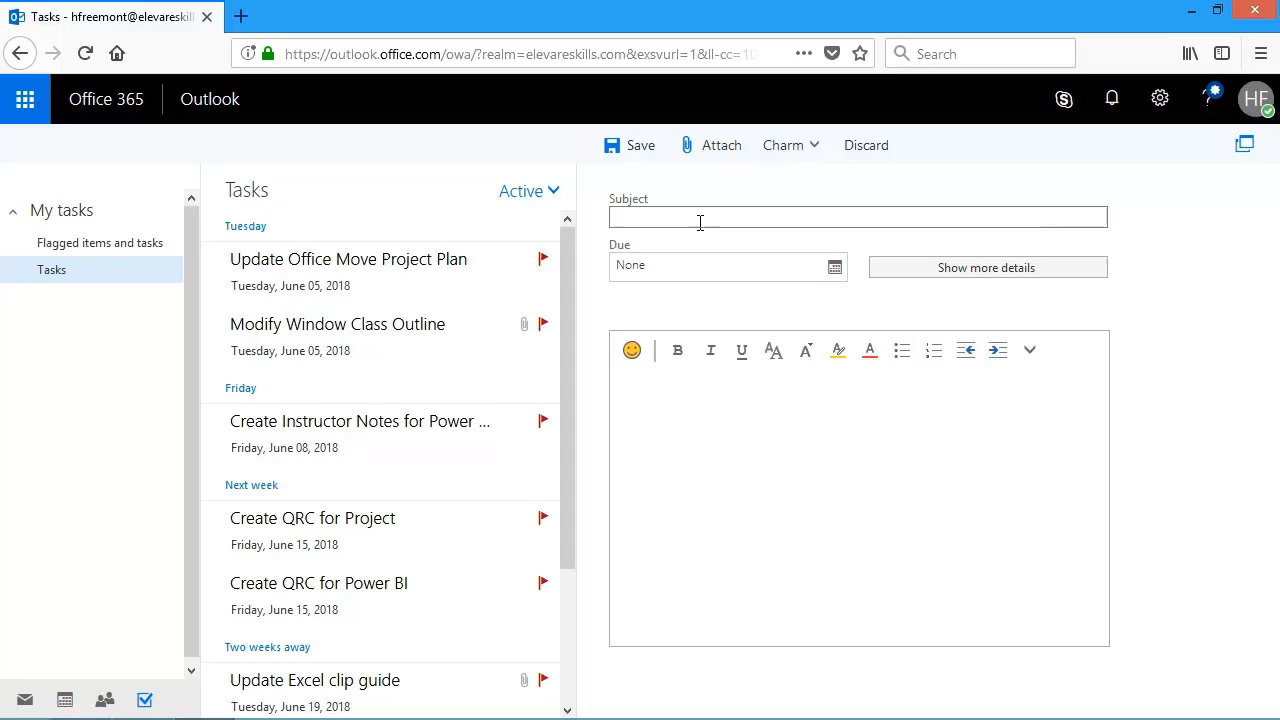 Tasks - hfreemont@elevareskill
https://outlook.office.com/owa/?realm=elevareskills.com&exsvurl=1&ll-cc=10
Search
Office 365
Outlook
HF
Save
Attach
Charm
Discard
My tasks
Flagged items and tasks
Tasks
Tasks
Active
Tuesday
Update Office Move Project Plan
Tuesday, June 05, 2018
Modify Window Class Outline
Tuesday, June 05, 2018
Friday
Create Instructor Notes for Power ...
Friday, June 08, 2018
Next week
Create QRC for Project
Friday, June 15, 2018
Create QRC for Power BI
Friday, June 15, 2018
Two weeks away
Update Excel clip guide
Tuesday, June 19, 2018
Subject
Due
None
Show more details
B I U A A A A